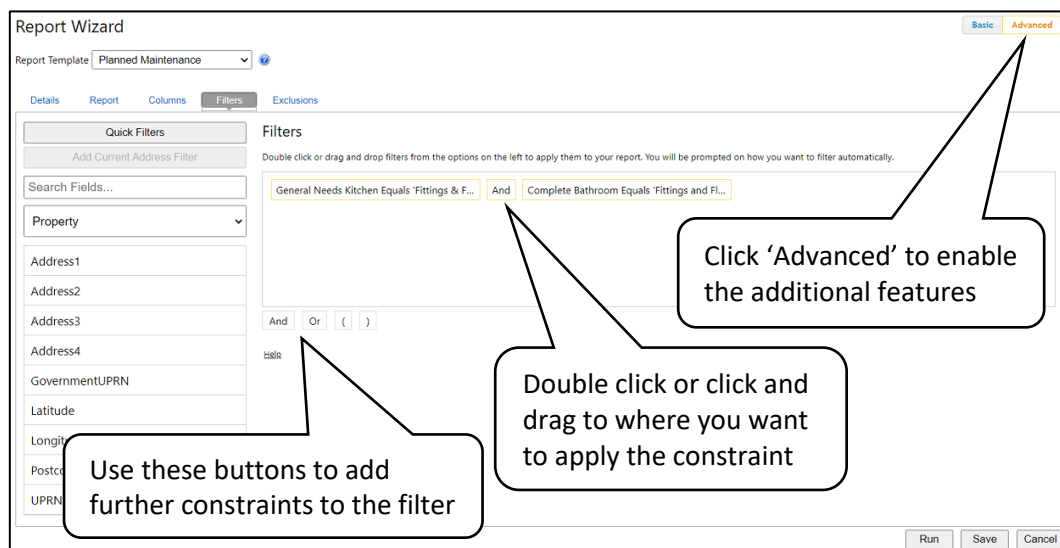 Report Wizard
Basic Advanced
Report Template Planned Maintenance
Details Report Columns Filters Exclusions
Quick Filters
Add Current Address Filter
Search Fields...
Property
Address1
Address2
Address3
Address4
GovernmentUPRN
Latitude
Longit
Postco
UPRN
Filters
Double click or drag and drop filters from the options on the left to apply them to your report. You will be prompted on how you want to filter automatically.
General Needs Kitchen Equals 'Fittings & F... And Complete Bathroom Equals 'Fittings and Fl...
And Or ( )
Help
Click ‘Advanced’ to enable
the additional features
Double click or click and
drag to where you want
to apply the constraint
Use these buttons to add
further constraints to the filter
Run Save Cancel